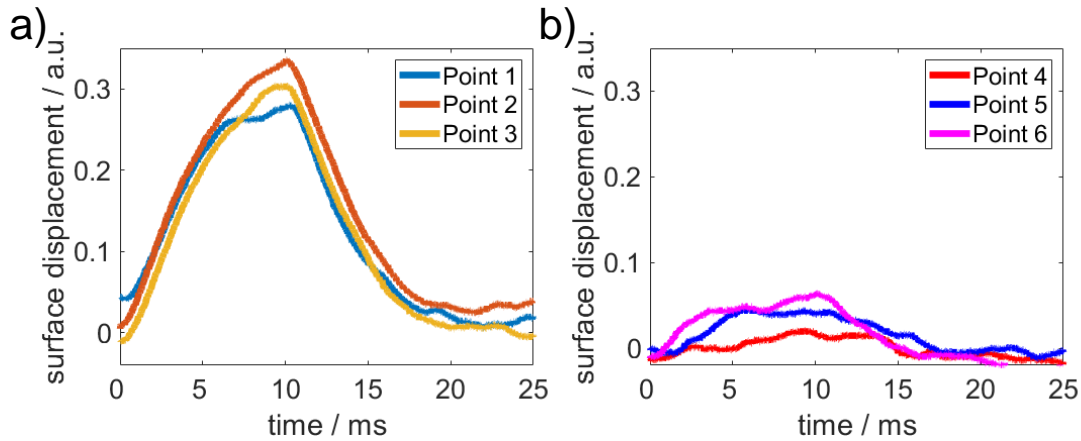 a)
surface displacement / a.u.
0.3
0.2
0.1
0
0 5 10 15 20 25
time / ms
Point 1
Point 2
Point 3
b)
surface displacement / a.u.
0.3
0.2
0.1
0
0 5 10 15 20 25
time / ms
Point 4
Point 5
Point 6